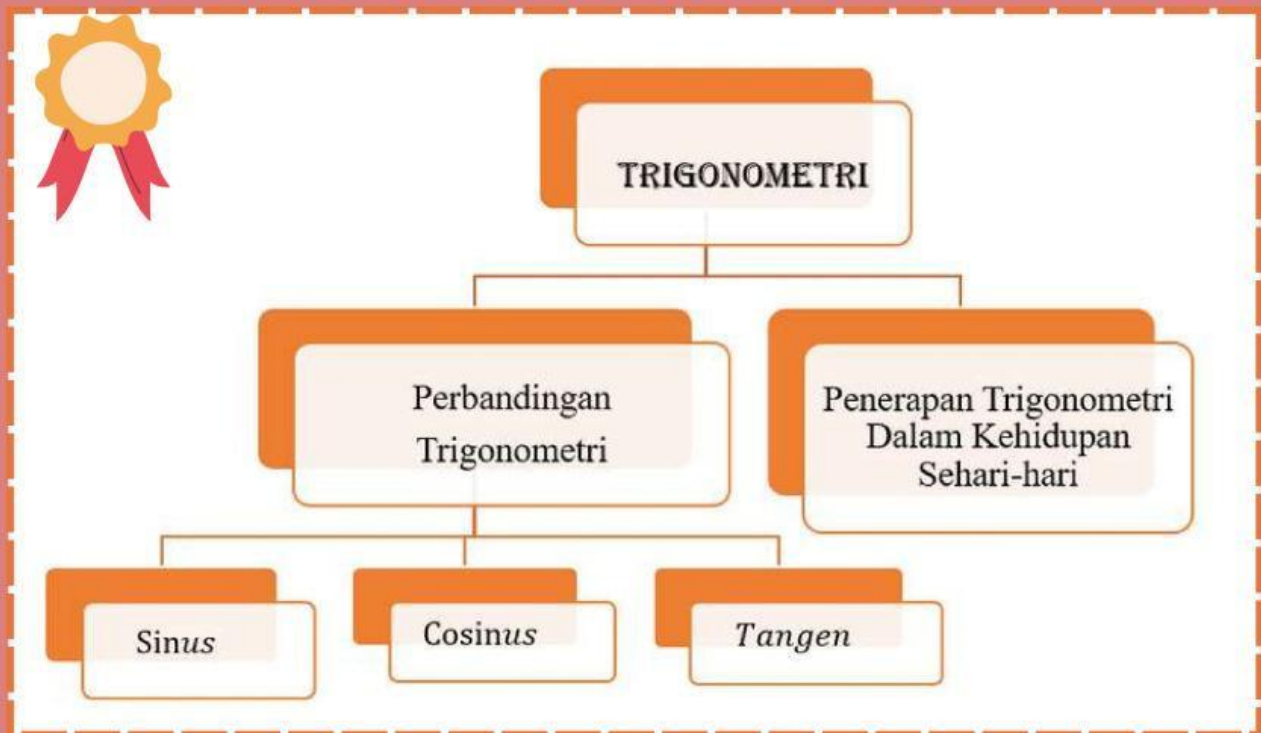 TRIGONOMETRI
Perbandingan
Trigonometri
Penerapan Trigonometri
Dalam Kehidupan
Sehari-hari
Sinus
Cosinus
Tangen